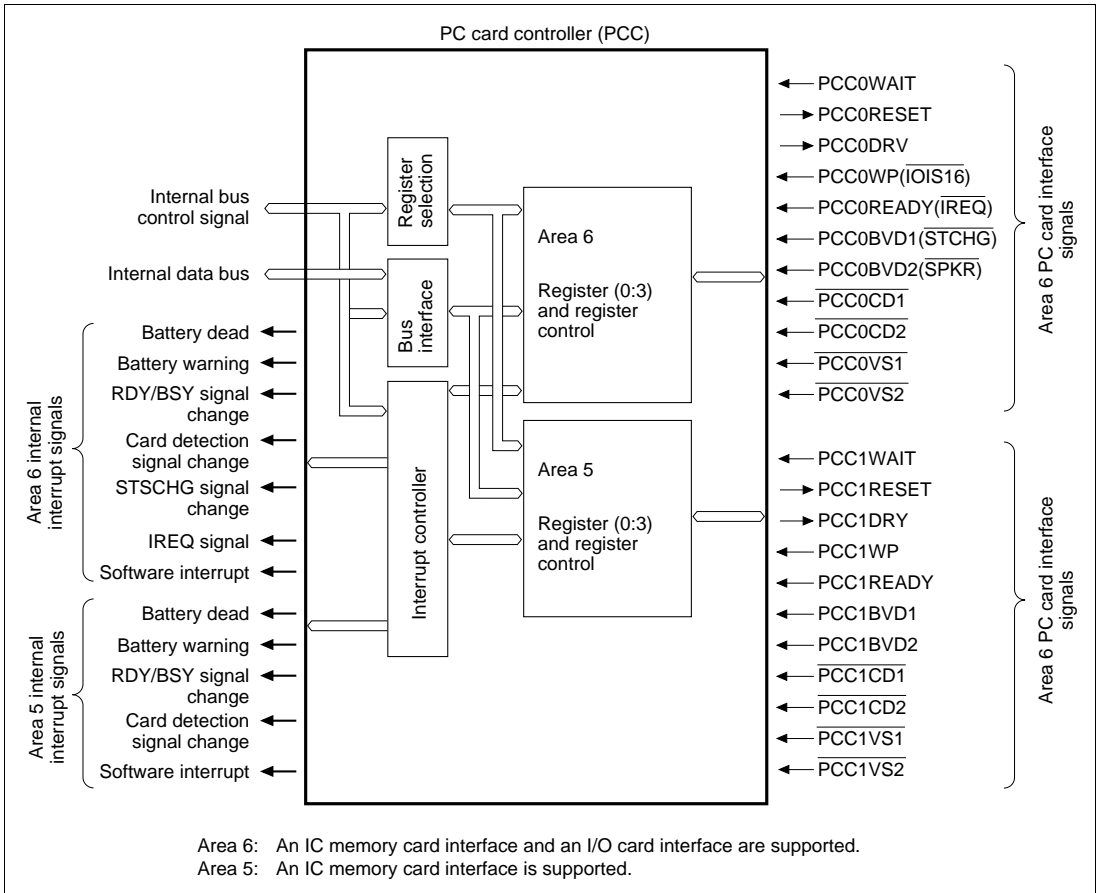 PC card controller (PCC)
Internal bus
control signal
Internal data bus
Area 6 internal
interrupt signals
Battery dead
Battery warning
RDY/BSY signal
change
Card detection
signal change
STSCHG signal
change
IREQ signal
Software interrupt
Area 5 internal
interrupt signals
Battery dead
Battery warning
RDY/BSY signal
change
Card detection
signal change
Software interrupt
Register
selection
Bus
interface
Interrupt controller
Area 6
Register (0:3)
and register
control
Area 5
Register (0:3)
and register
control
PCC0WAIT
PCC0RESET
PCC0DRV
PCC0WP(IOIS16)
PCC0READY(IREQ)
PCC0BVD1(STCHG)
PCC0BVD2(SPKR)
PCC0CD1
PCC0CD2
PCC0VS1
PCC0VS2
Area 6 PC card interface
signals
PCC1WAIT
PCC1RESET
PCC1DRY
PCC1WP
PCC1READY
PCC1BVD1
PCC1BVD2
PCC1CD1
PCC1CD2
PCC1VS1
PCC1VS2
Area 6 PC card interface
signals
Area 6: An IC memory card interface and an I/O card interface are supported.
Area 5: An IC memory card interface is supported.